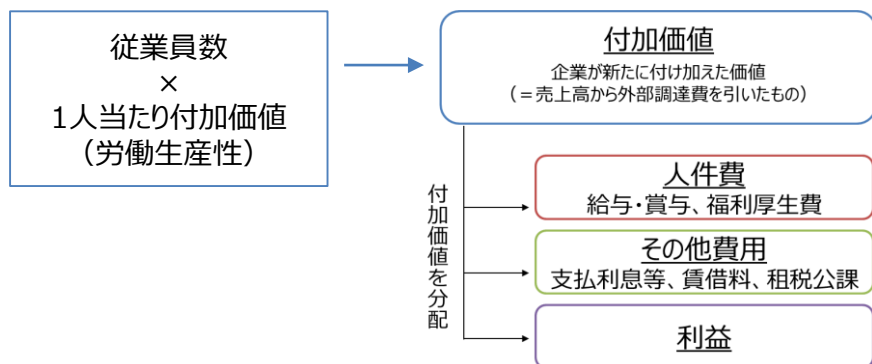 従業員数
×
1人当たり付加価値
（労働生産性）
付加価値
企業が新たに付け加えた価値
（＝売上高から外部調達費を引いたもの）
付加価値を分配
人件費
給与・賞与、福利厚生費
その他費用
支払利息等、賃借料、租税公課
利益